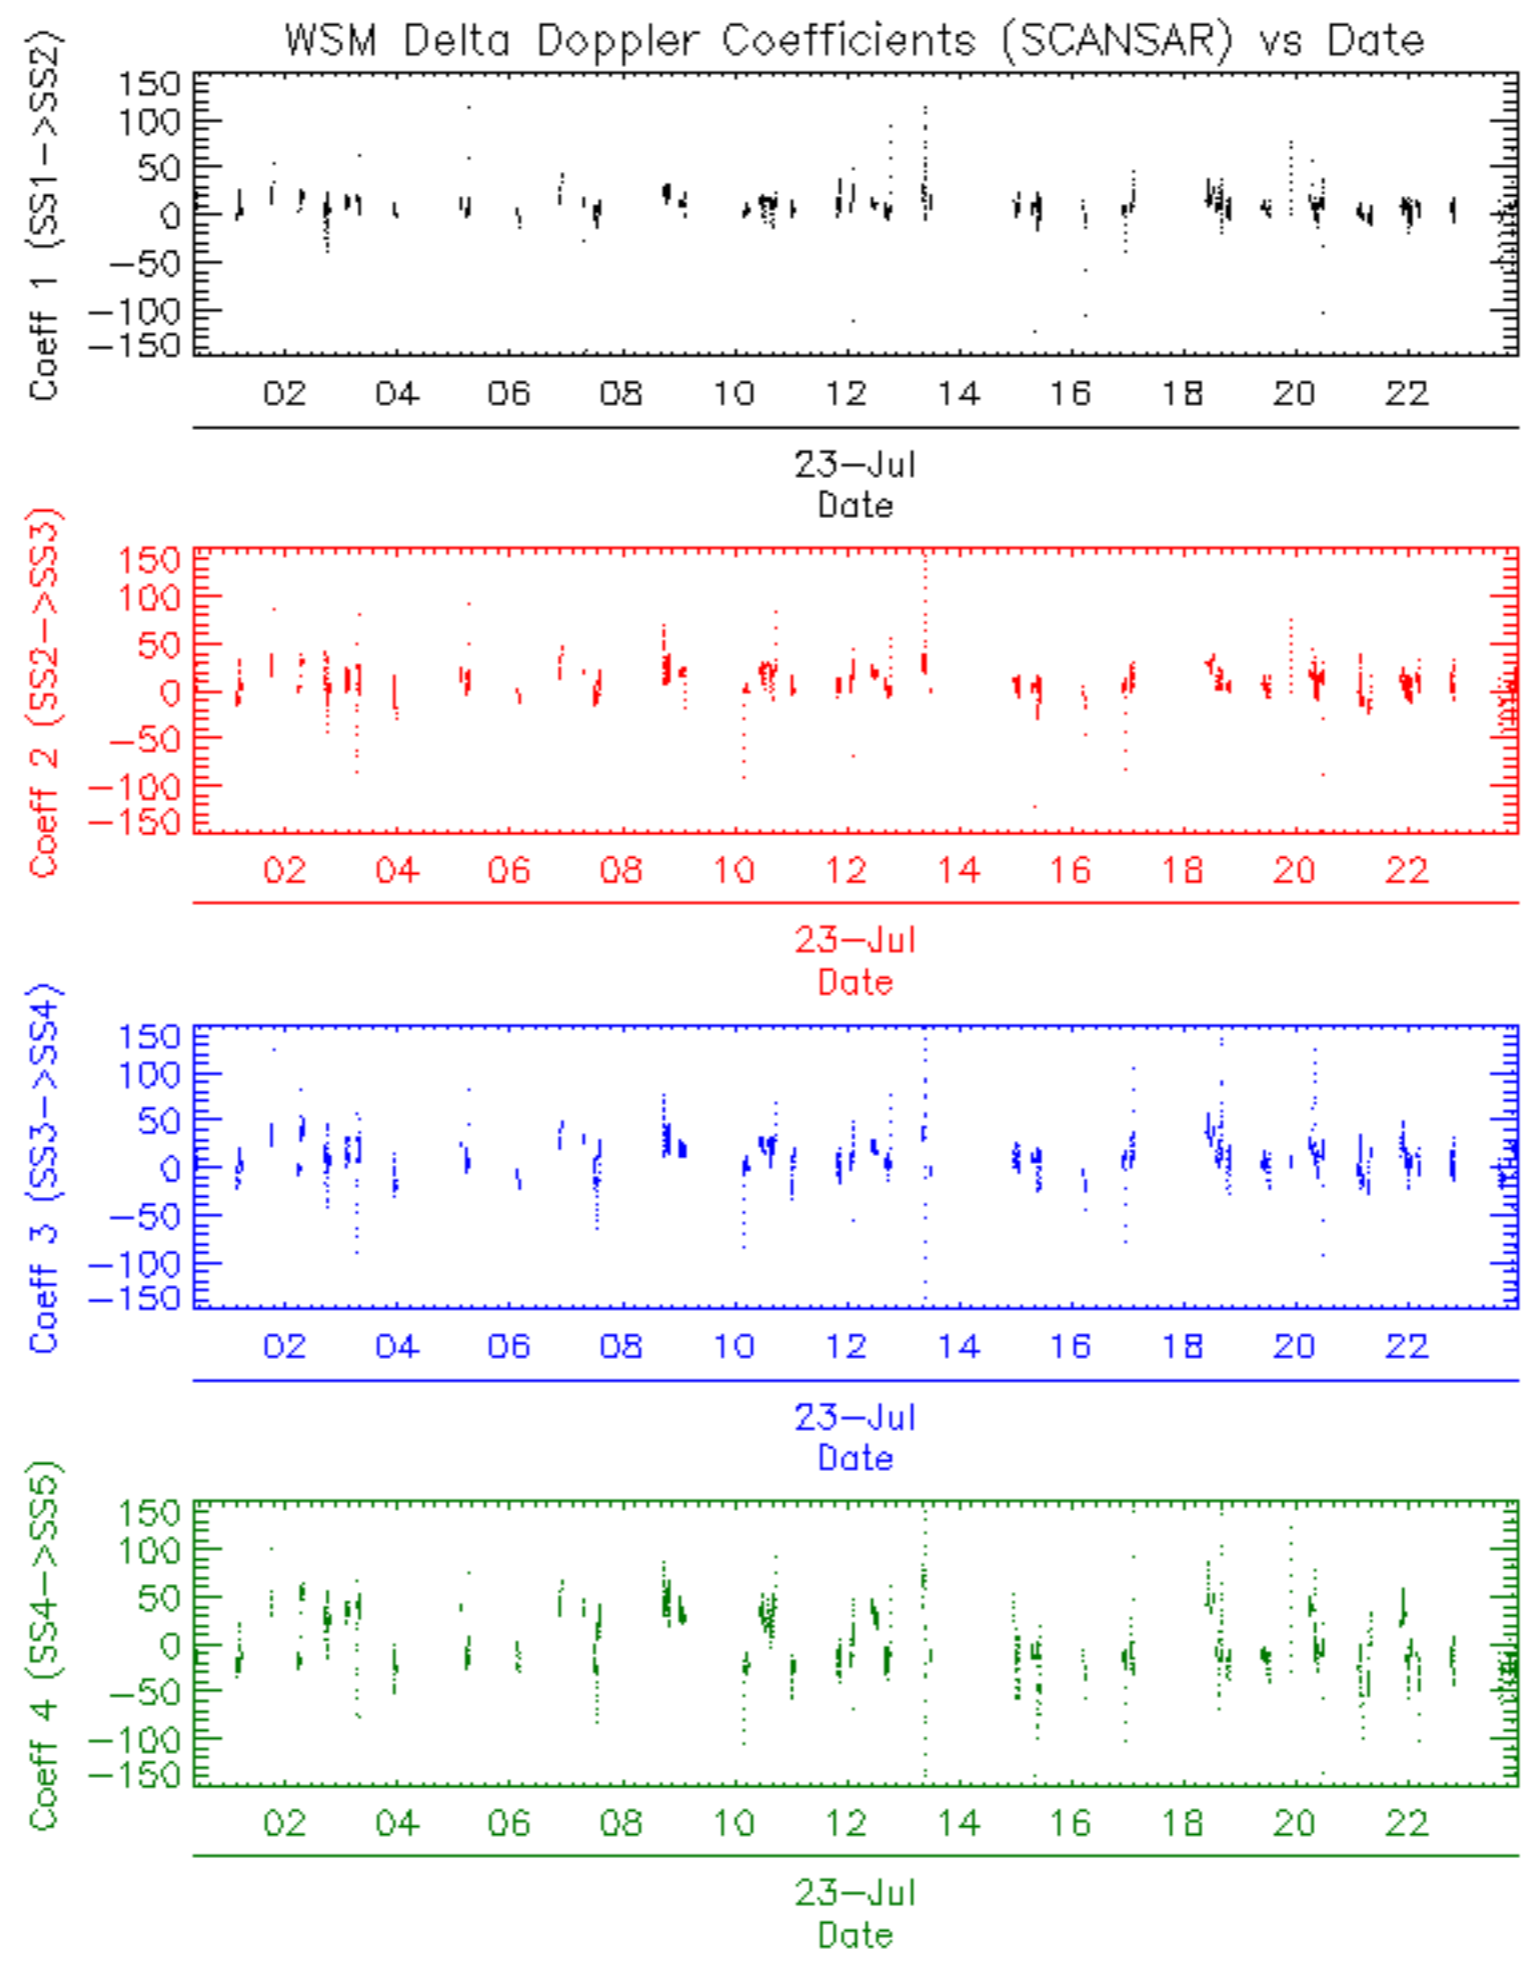 WSM Delta Doppler Coefficients (SCANSAR) vs Date
Coeff 1 (SS1->SS2)
150
100
50
0
-50
-100
-150
02 04 06 08 10 12 14 16 18 20 22
23-Jul
Date
Coeff 2 (SS2->SS3)
150
100
50
0
-50
-100
-150
02 04 06 08 10 12 14 16 18 20 22
23-Jul
Date
Coeff 3 (SS3->SS4)
150
100
50
0
-50
-100
-150
02 04 06 08 10 12 14 16 18 20 22
23-Jul
Date
Coeff 4 (SS4->SS5)
150
100
50
0
-50
-100
-150
02 04 06 08 10 12 14 16 18 20 22
23-Jul
Date